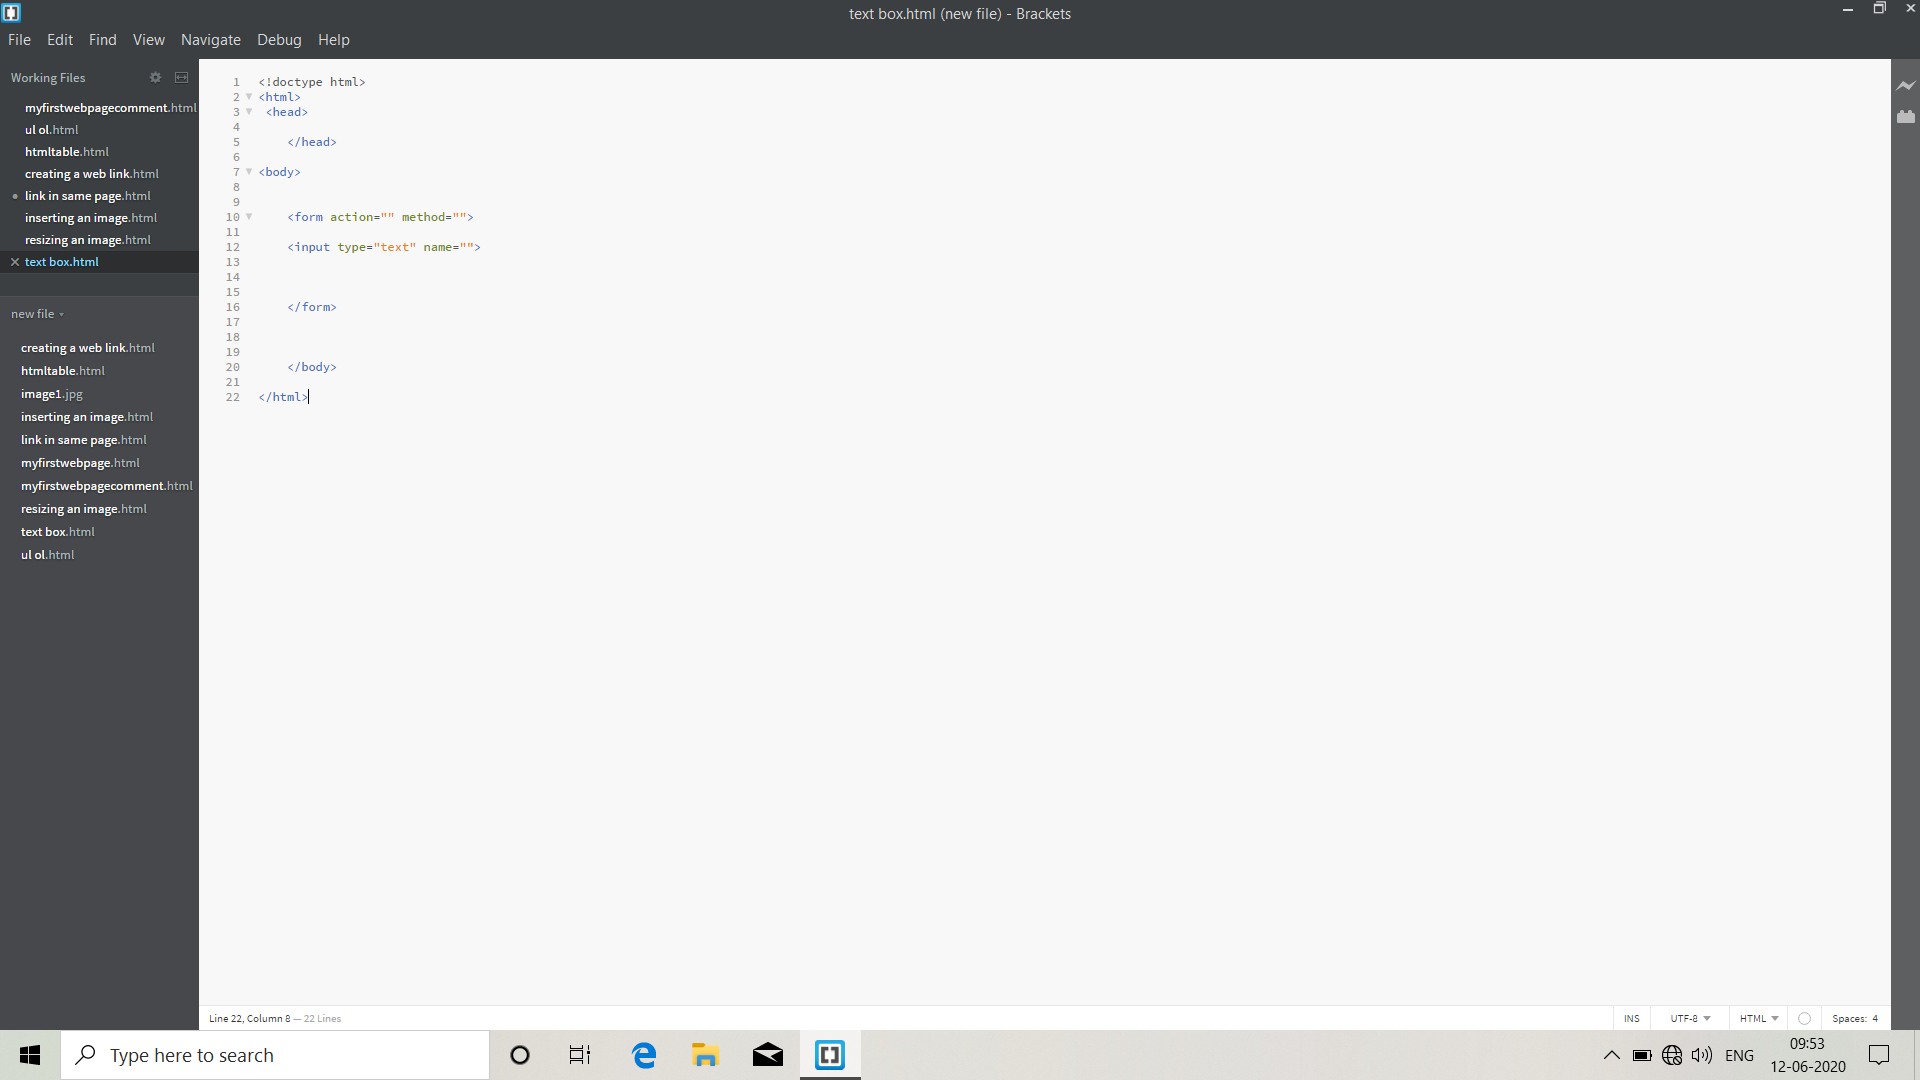 text box.html (new file) - Brackets
File Edit Find View Navigate Debug Help
Working Files
myfirstwebpagecomment.html
ul ol.html
htmltable.html
creating a web link.html
link in same page.html
inserting an image.html
resizing an image.html
text box.html
new file
creating a web link.html
htmltable.html
image1.jpg
inserting an image.html
link in same page.html
myfirstwebpage.html
myfirstwebpagecomment.html
resizing an image.html
text box.html
ul ol.html
1 <!doctype html>
2 <html>
3 <head>
4
5 </head>
6
7 <body>
8
9
10 <form action="" method="">
11
12 <input type="text" name="">
13
14
15
16 </form>
17
18
19
20 </body>
21
22 </html>
Line 22, Column 8 — 22 Lines
INS UTF-8 HTML Spaces: 4
Type here to search
ENG
09:53
12-06-2020